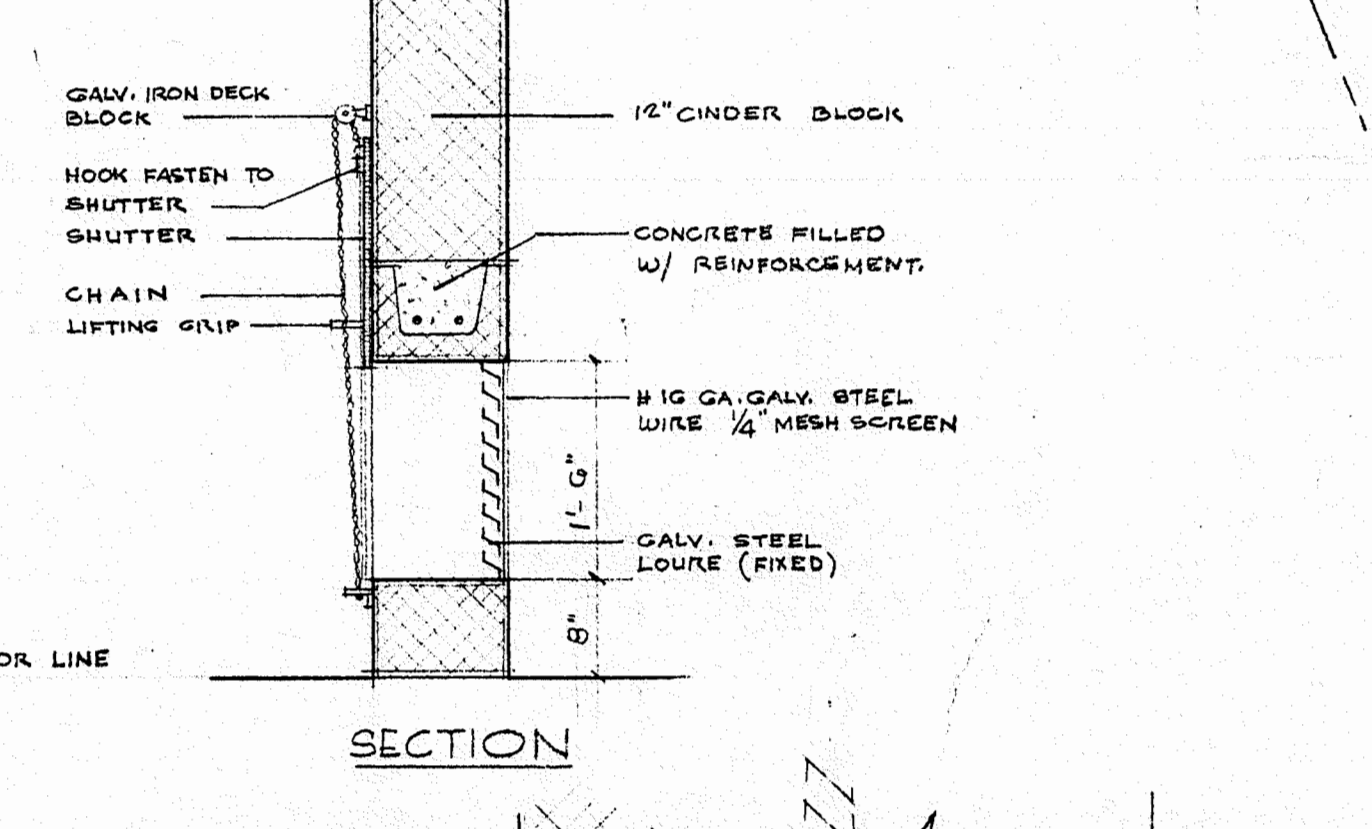 GALV. IRON DECK
BLOCK
HOOK FASTEN TO
SHUTTER
SHUTTER
CHAIN
LIFTING GRIP
12" CINDER BLOCK
CONCRETE FILLED
W/ REINFORCEMENT.
# 16 GA. GALV. STEEL
WIRE 1/4" MESH SCREEN
1'-6"
GALV. STEEL
LOURE (FIXED)
8"
OR LINE
SECTION